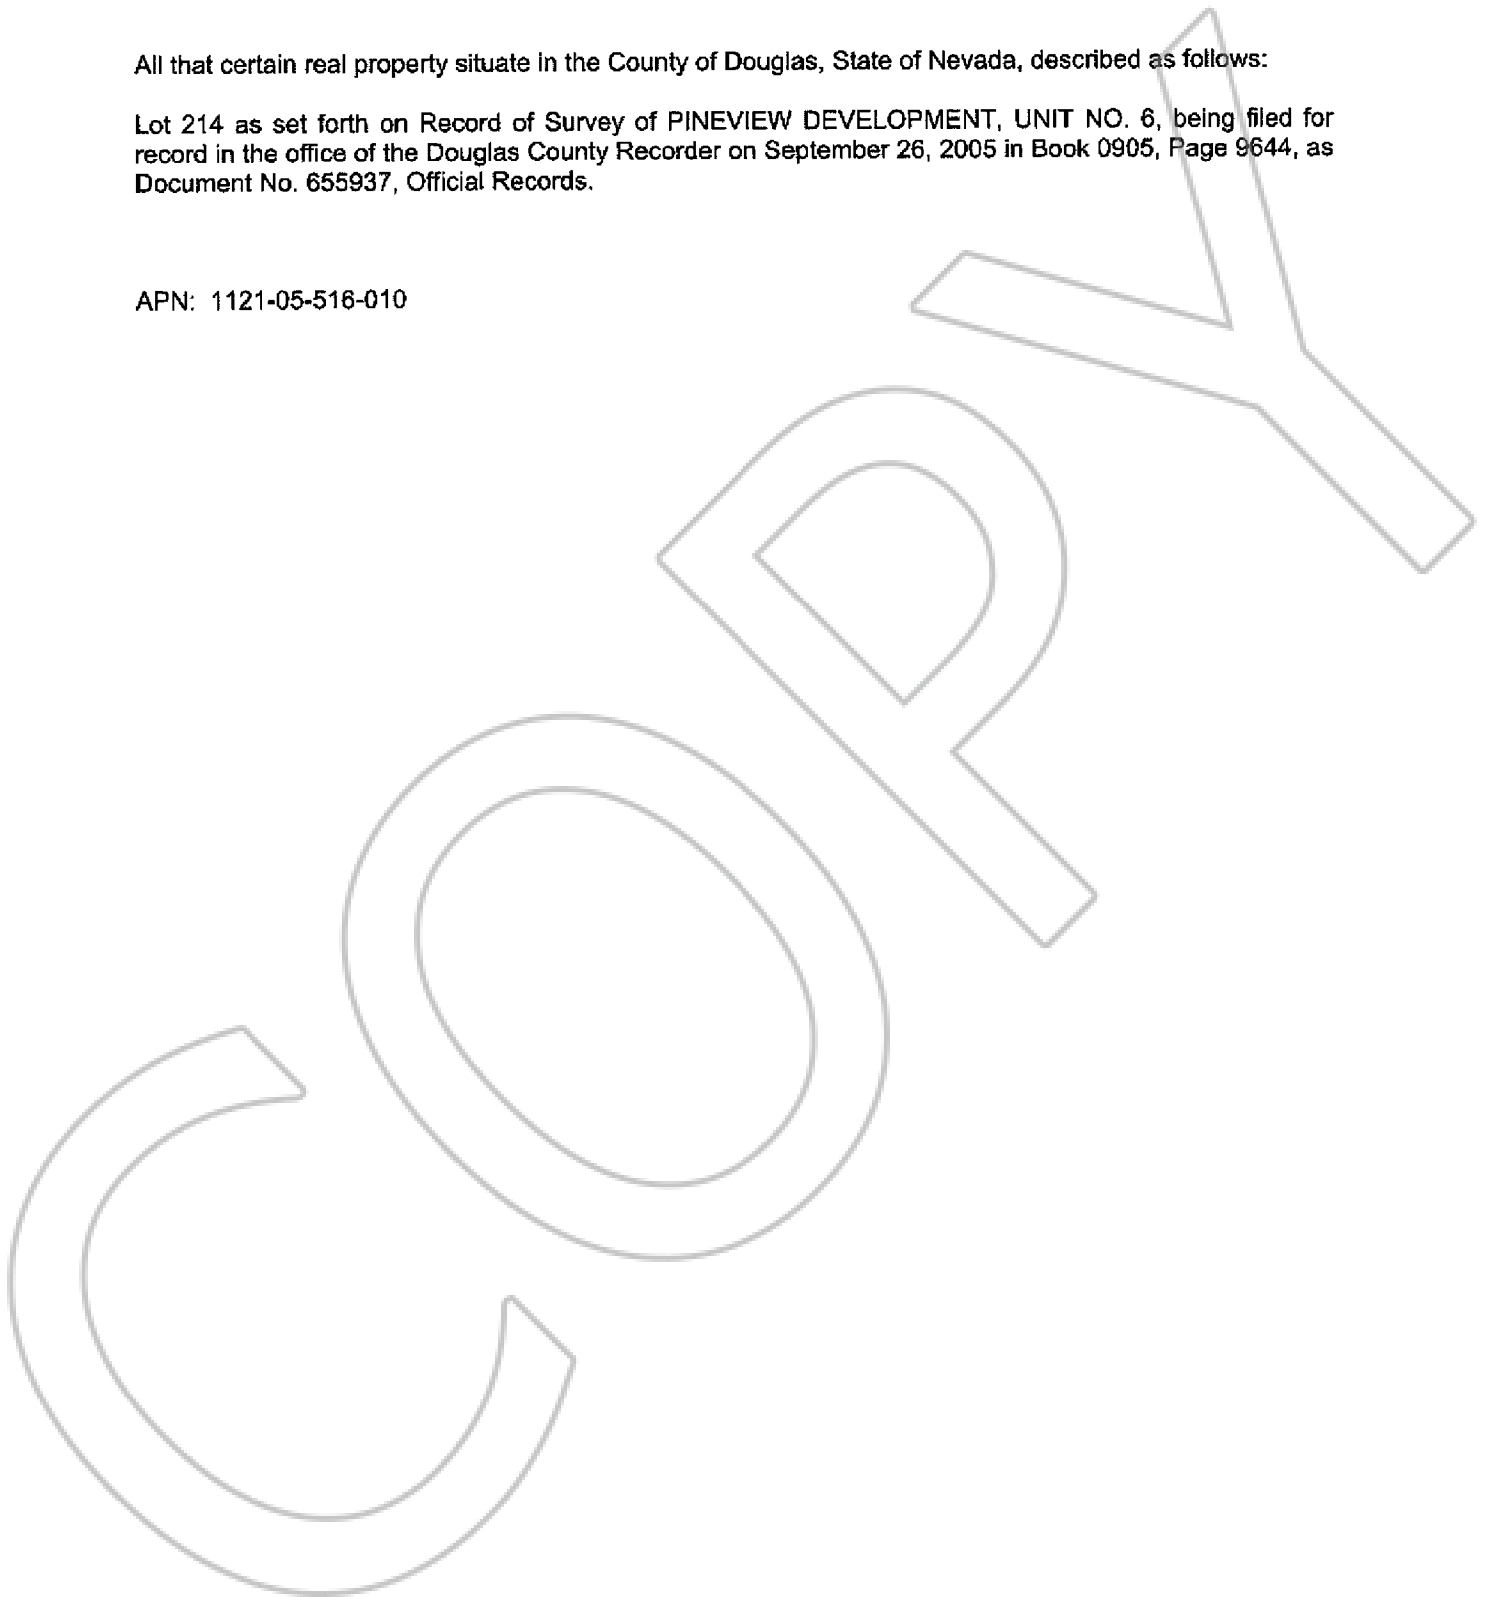 All that certain real property situate in the County of Douglas, State of Nevada, described as follows:
Lot 214 as set forth on Record of Survey of PINEVIEW DEVELOPMENT, UNIT NO. 6, being filed for
record in the office of the Douglas County Recorder on September 26, 2005 in Book 0905, Page 9644, as
Document No. 655937, Official Records.
APN: 1121-05-516-010
COPY